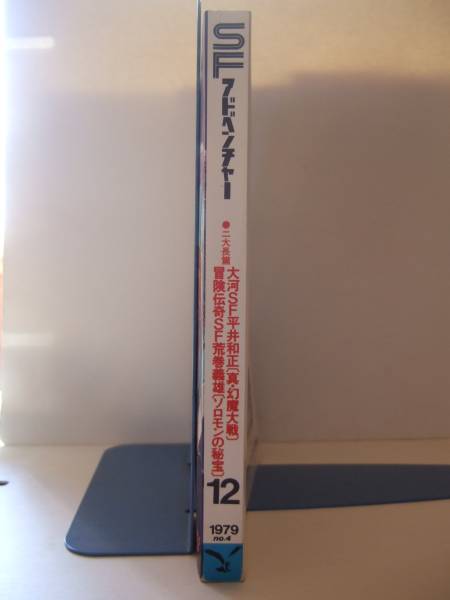 SF
アドベンチャー
●二大長篇
大河SF平井和正〔真・幻魔大戦〕
冒険伝奇SF荒巻義雄〔ソロモンの秘宝〕
12
1979
no.4